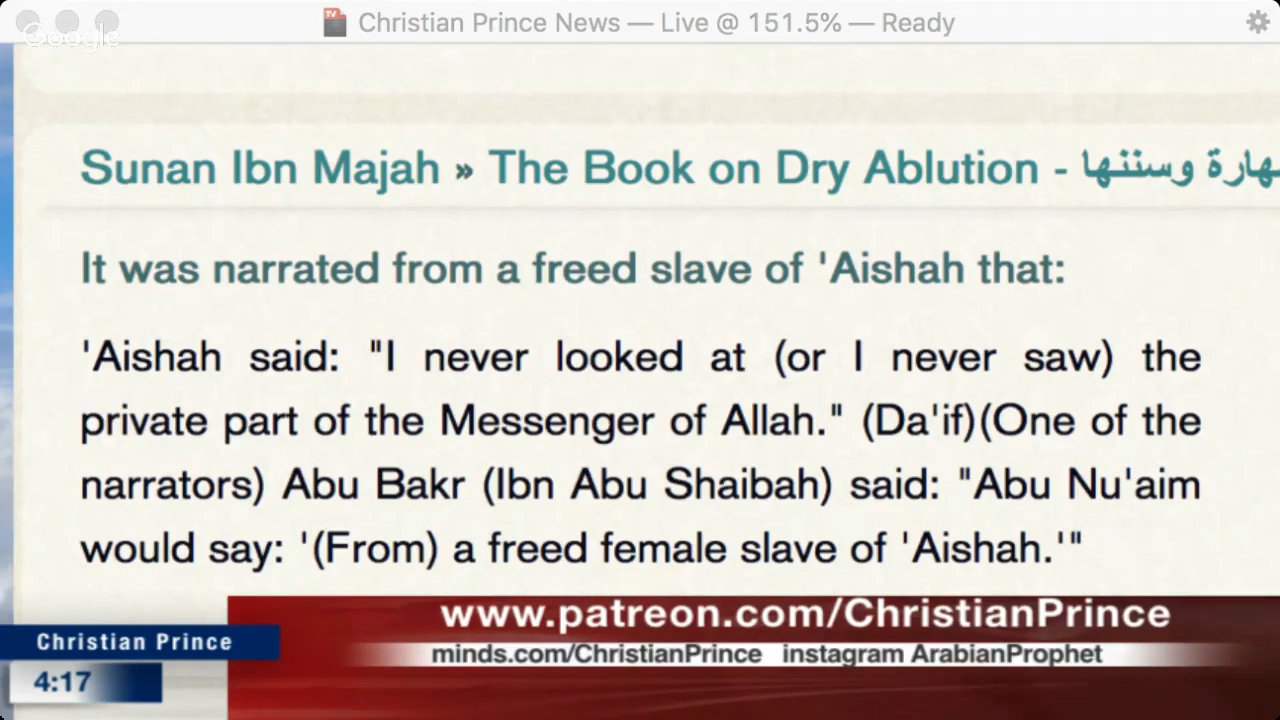 Christian Prince News — Live @ 151.5% — Ready
Google
Sunan Ibn Majah » The Book on Dry Ablution - هارة وسننها
It was narrated from a freed slave of 'Aishah that:
'Aishah said: "I never looked at (or I never saw) the
private part of the Messenger of Allah." (Da'if)(One of the
narrators) Abu Bakr (Ibn Abu Shaibah) said: "Abu Nu'aim
would say: '(From) a freed female slave of 'Aishah.'"
www.patreon.com/ChristianPrince
Christian Prince
minds.com/ChristianPrince instagram ArabianProphet
4:17